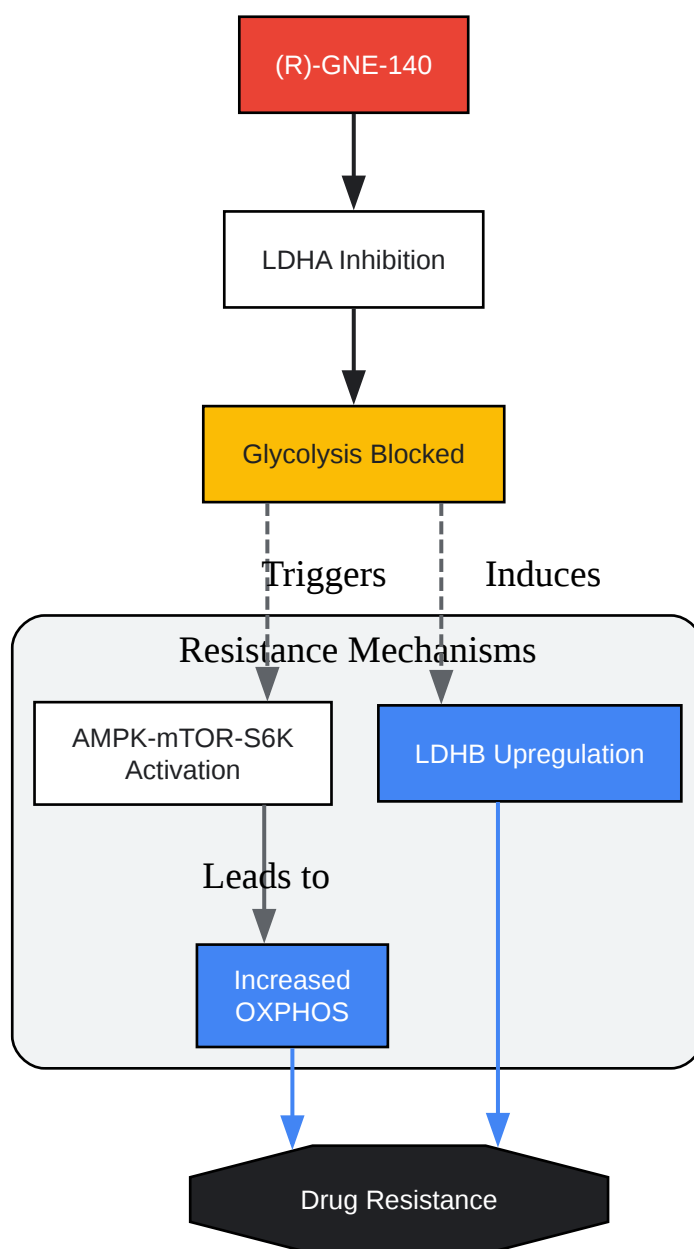 (R)-GNE-140
LDHA Inhibition
Glycolysis Blocked
Triggers
Induces
Resistance Mechanisms
AMPK-mTOR-S6K
Activation
LDHB Upregulation
Leads to
Increased
OXPHOS
Drug Resistance